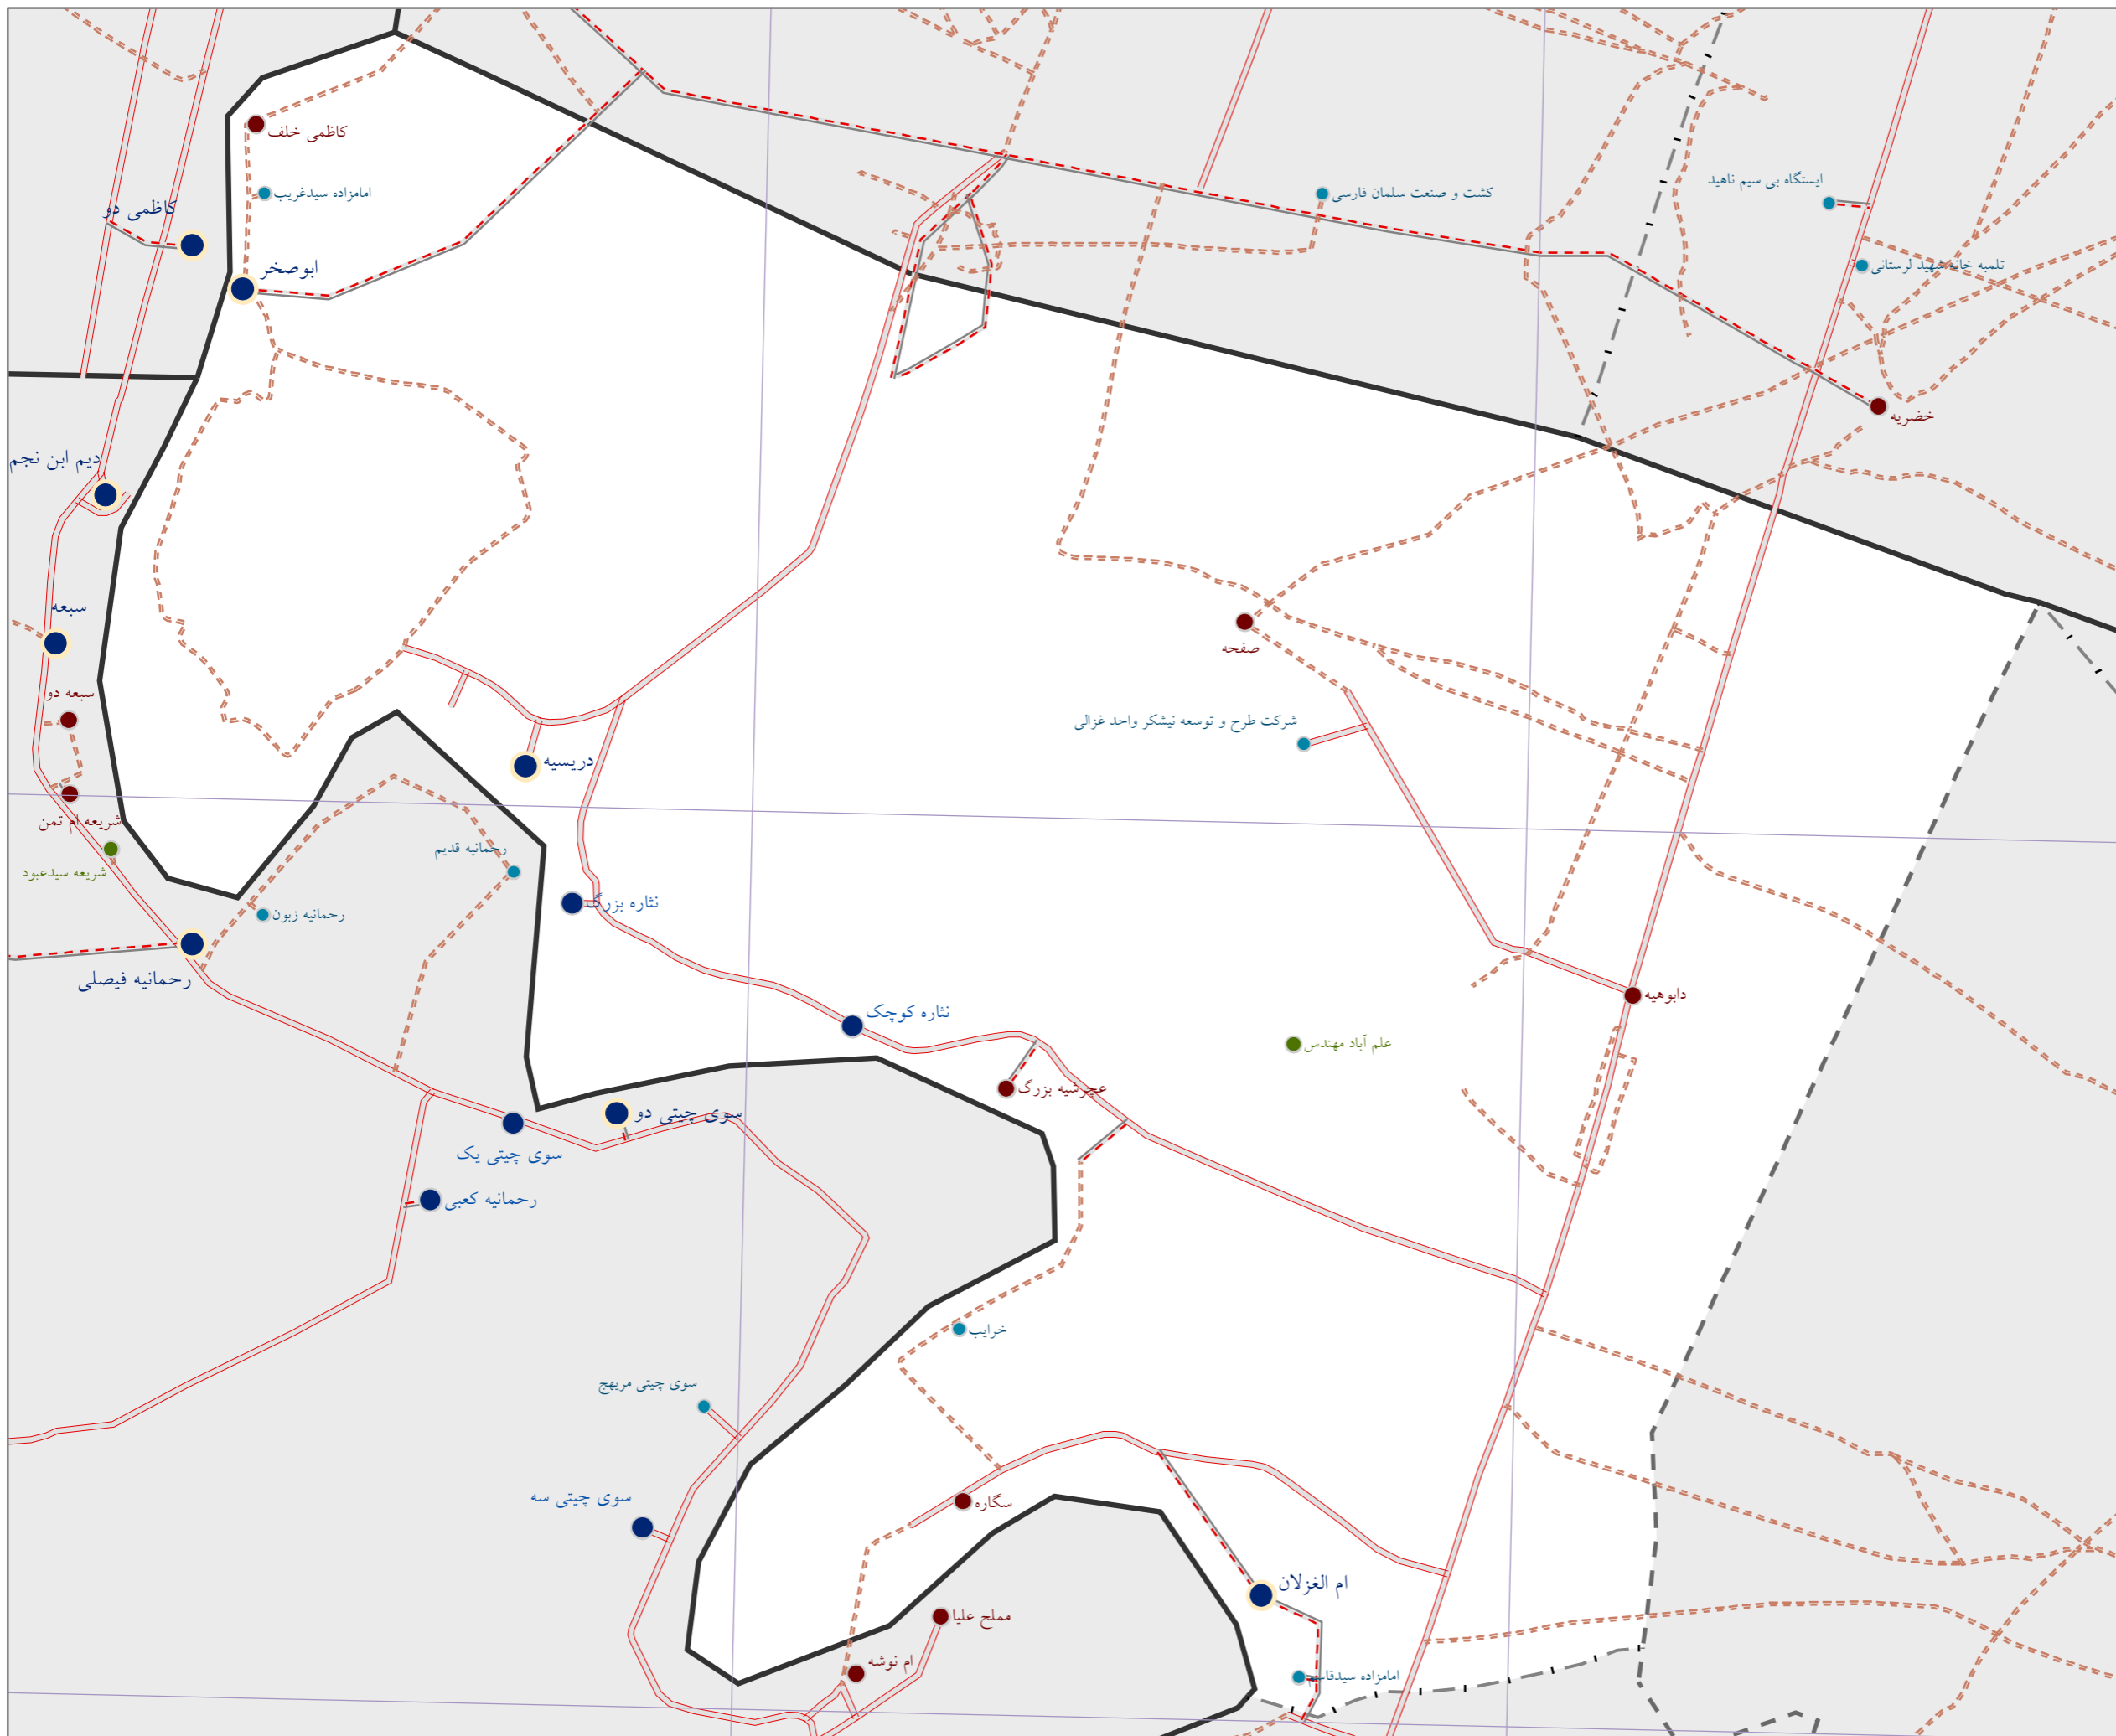 کاظمی خلف
امامزاده سیدغریب
کشت و صنعت سلمان فارسی
ایستگاه بی سیم ناهید
کاظمی دو
ابوصخر
تلمبه خانه شهید لرستانی
خضریه
دیم ابن نجم
سبعه
صفحه
سبعه دو
شرکت طرح و توسعه نیشکر واحد غزالی
دریسیه
شریعه ام تمن
رحمانیه قدیم
شریعه سیدعبود
نثاره بزرگ
رحمانیه زبون
رحمانیه فیصلی
دابوهیه
نثاره کوچک
علم آباد مهندس
عچرشیه بزرگ
سوی چیتی دو
سوی چیتی یک
رحمانیه کعبی
خرایب
سوی چیتی مریهج
سوی چیتی سه
سگاره
ام الغزلان
مملح علیا
ام نوشه
امامزاده سیدقاسم